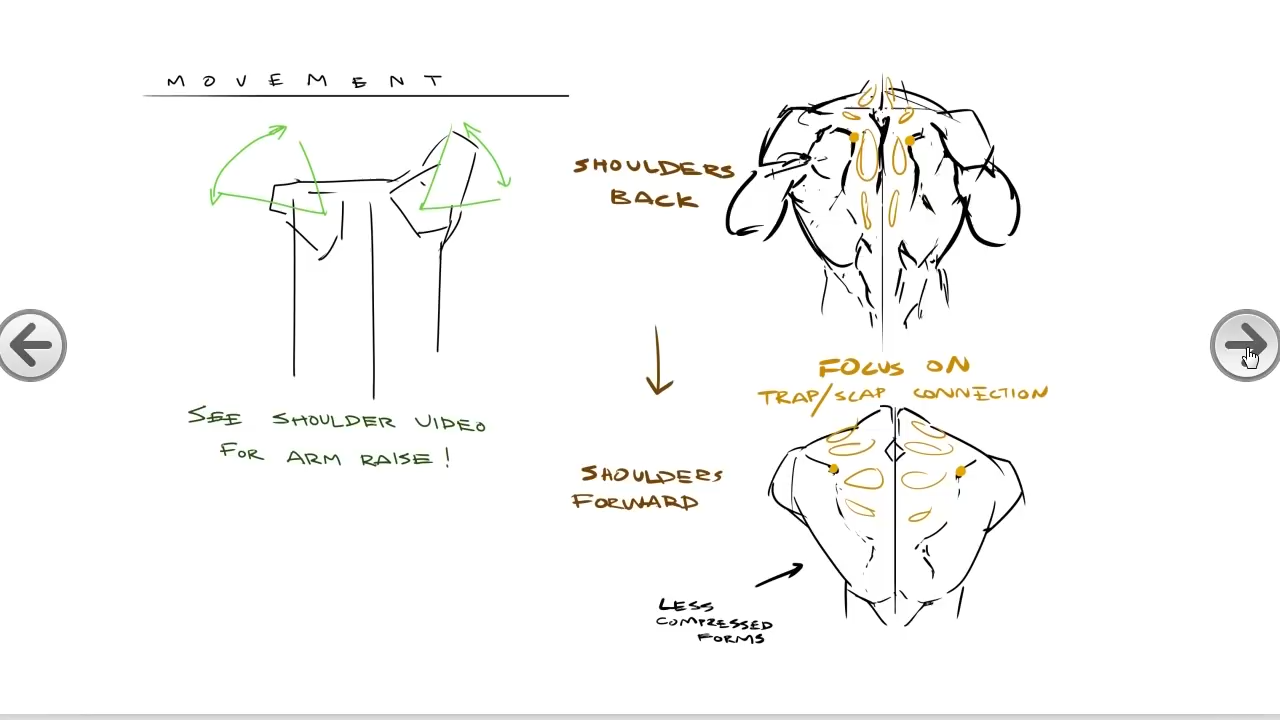 MOVEMENT
SEE SHOULDER VIDEO
FOR ARM RAISE!
SHOULDERS
BACK
FOCUS ON
TRAP/SCAP CONNECTION
SHOULDERS
FORWARD
LESS
COMPRESSED
FORMS